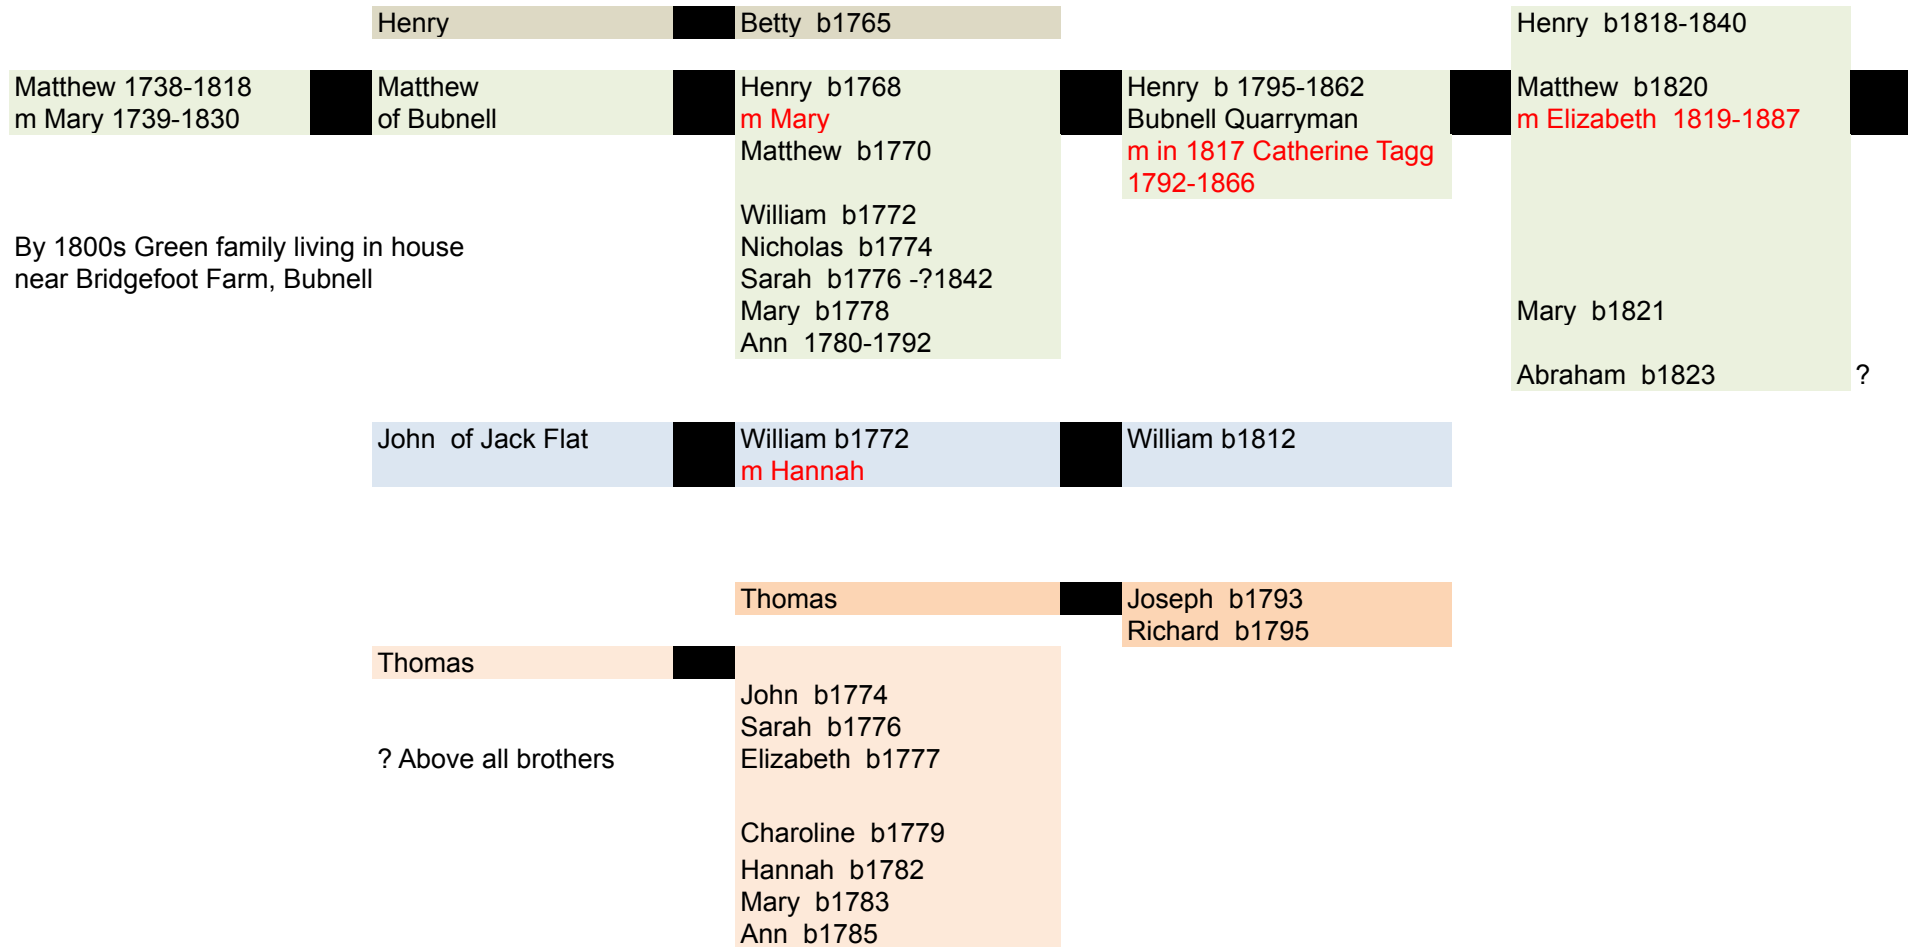 Henry
Betty b1765
Henry b1818-1840
Matthew 1738-1818
m Mary 1739-1830
Matthew
of Bubnell
Henry b1768
m Mary
Matthew b1770
William b1772
Nicholas b1774
Sarah b1776 -?1842
Mary b1778
Ann 1780-1792
Henry b 1795-1862
Bubnell Quarryman
m in 1817 Catherine Tagg
1792-1866
Matthew b1820
m Elizabeth 1819-1887
Mary b1821
Abraham b1823
?
By 1800s Green family living in house
near Bridgefoot Farm, Bubnell
John of Jack Flat
William b1772
m Hannah
William b1812
Thomas
Joseph b1793
Richard b1795
Thomas
John b1774
Sarah b1776
Elizabeth b1777
Charoline b1779
Hannah b1782
Mary b1783
Ann b1785
? Above all brothers